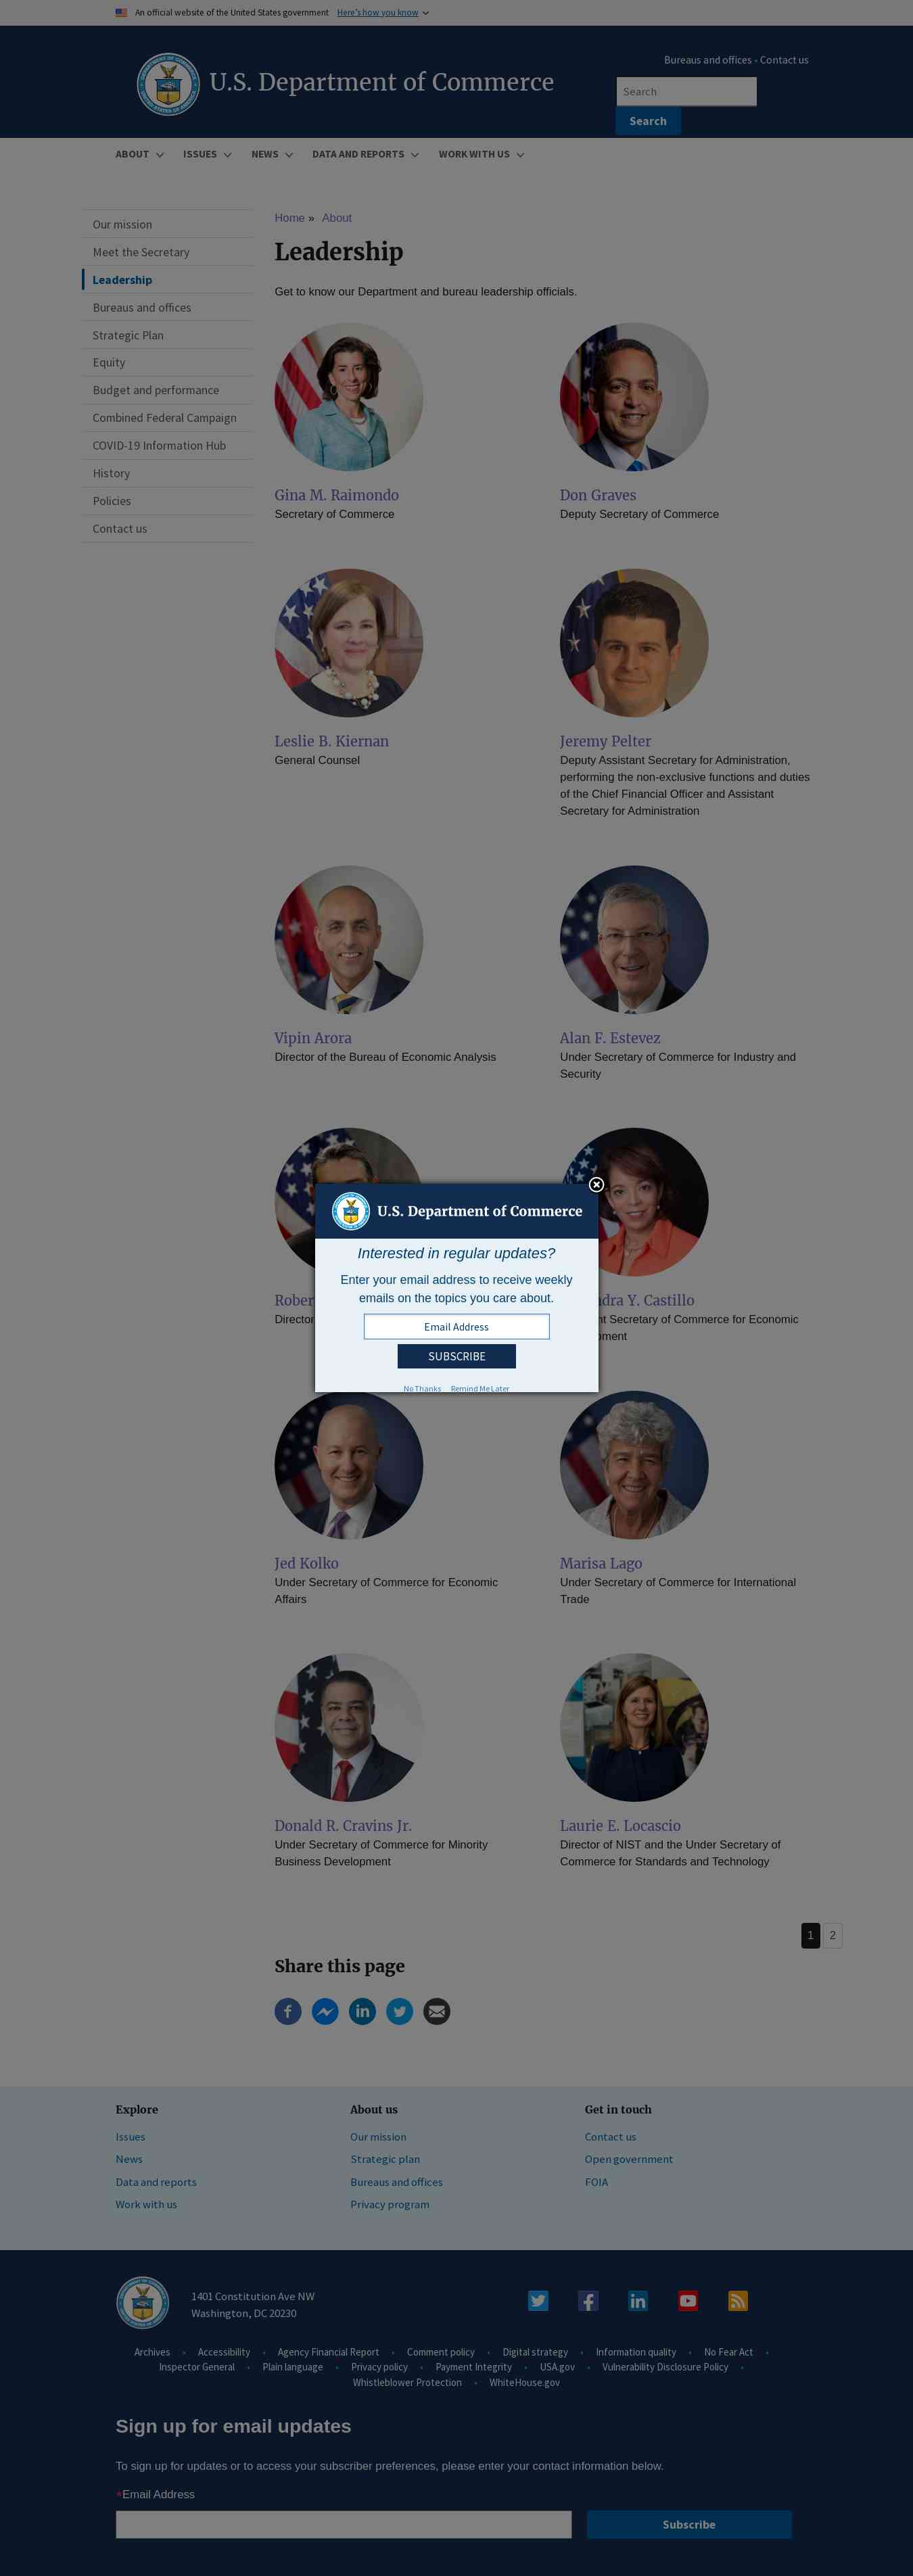 An official website of the United States government Here's how you know
Bureaus and offices - Contact us
U.S. Department of Commerce
Search
Search
ABOUT ISSUES NEWS DATA AND REPORTS WORK WITH US
Our mission
Meet the Secretary
Leadership
Bureaus and offices
Strategic Plan
Equity
Budget and performance
Combined Federal Campaign
COVID-19 Information Hub
History
Policies
Contact us
Home » About
Leadership
Get to know our Department and bureau leadership officials.
Gina M. Raimondo
Secretary of Commerce
Don Graves
Deputy Secretary of Commerce
Leslie B. Kiernan
General Counsel
Jeremy Pelter
Deputy Assistant Secretary for Administration,
performing the non-exclusive functions and duties
of the Chief Financial Officer and Assistant
Secretary for Administration
Vipin Arora
Director of the Bureau of Economic Analysis
Alan F. Estevez
Under Secretary of Commerce for Industry and
Security
U.S. Department of Commerce
Interested in regular updates?
Enter your email address to receive weekly
emails on the topics you care about.
Email Address
SUBSCRIBE
No Thanks Remind Me Later
Director
Y. Castillo
Secretary of Commerce for Economic
Jed Kolko
Under Secretary of Commerce for Economic
Affairs
Marisa Lago
Under Secretary of Commerce for International
Trade
Donald R. Cravins Jr.
Under Secretary of Commerce for Minority
Business Development
Laurie E. Locascio
Director of NIST and the Under Secretary of
Commerce for Standards and Technology
1 2
Share this page
Explore
Issues
News
Data and reports
Work with us
About us
Our mission
Strategic plan
Bureaus and offices
Privacy program
Get in touch
Contact us
Open government
FOIA
1401 Constitution Ave NW
Washington, DC 20230
Archives • Accessibility • Agency Financial Report • Comment policy • Digital strategy • Information quality • No Fear Act •
Inspector General • Plain language • Privacy policy • Payment Integrity • USA.gov • Vulnerability Disclosure Policy •
Whistleblower Protection • WhiteHouse.gov
Sign up for email updates
To sign up for updates or to access your subscriber preferences, please enter your contact information below.
*Email Address
Subscribe